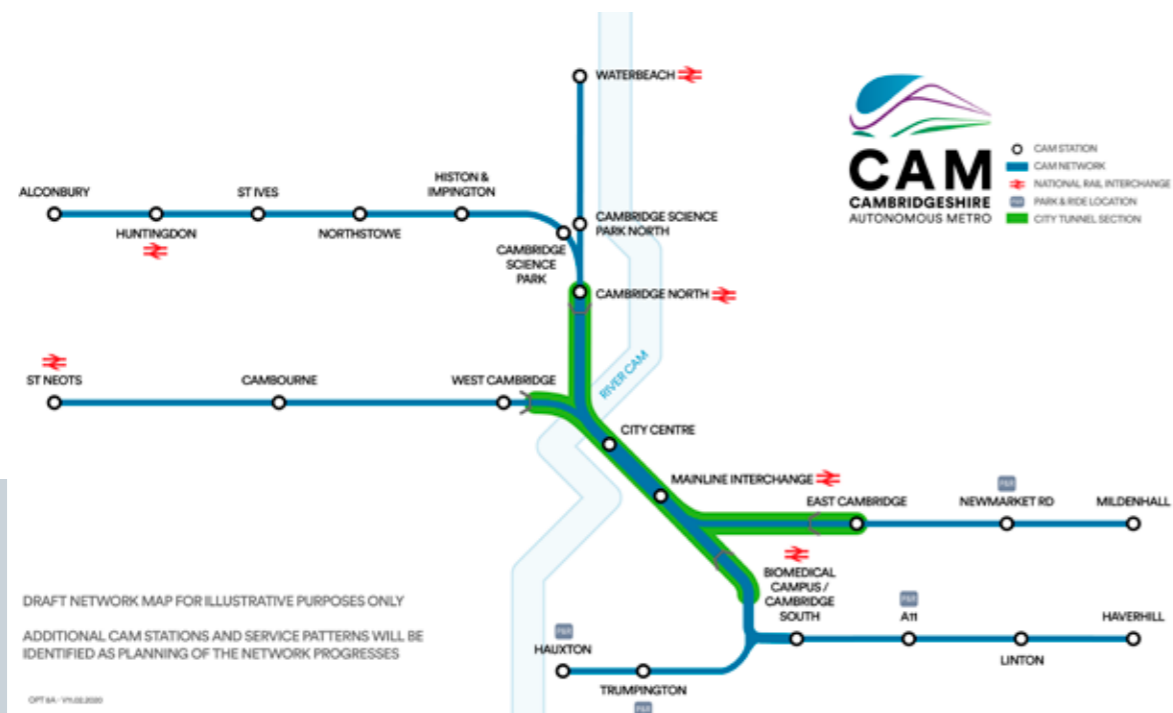 WATERBEACH
CAM
CAMBRIDGESHIRE
AUTONOMOUS METRO
CAM STATION
CAM NETWORK
NATIONAL RAIL INTERCHANGE
P&R PARK & RIDE LOCATION
CITY TUNNEL SECTION
ALCONBURY
HUNTINGDON
ST IVES
NORTHSTOWE
HISTON &
IMPINGTON
CAMBRIDGE
SCIENCE
PARK
CAMBRIDGE SCIENCE
PARK NORTH
CAMBRIDGE NORTH
RIVER CAM
ST NEOTS
CAMBOURNE
WEST CAMBRIDGE
CITY CENTRE
MAINLINE INTERCHANGE
EAST CAMBRIDGE
P&R
NEWMARKET RD
MILDENHALL
BIOMEDICAL
CAMPUS /
CAMBRIDGE
SOUTH
P&R
A11
LINTON
HAVERHILL
P&R
HAUXTON
TRUMPINGTON
P&R
DRAFT NETWORK MAP FOR ILLUSTRATIVE PURPOSES ONLY
ADDITIONAL CAM STATIONS AND SERVICE PATTERNS WILL BE
IDENTIFIED AS PLANNING OF THE NETWORK PROGRESSES